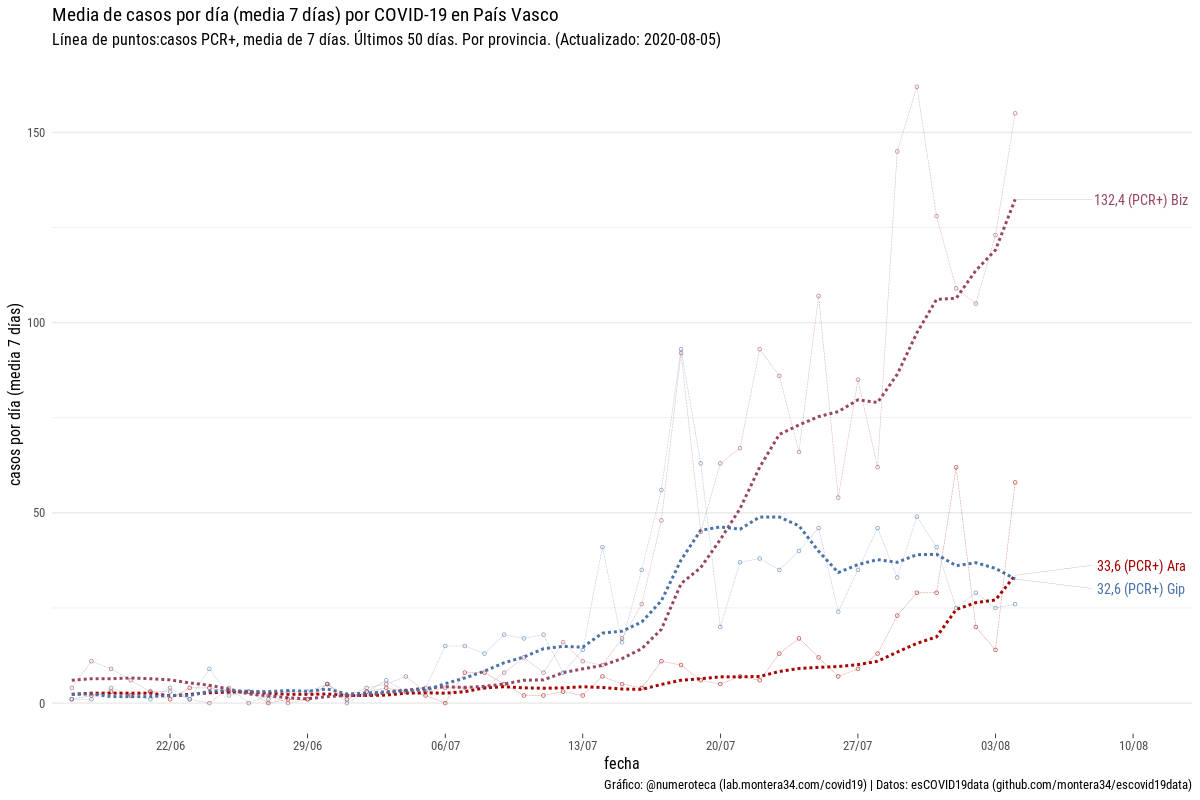 Media de casos por día (media 7 días) por COVID-19 en País Vasco
Línea de puntos:casos PCR+, media de 7 días. Últimos 50 días. Por provincia. (Actualizado: 2020-08-05)
casos por día (media 7 días)
150
100
50
0
132,4 (PCR+) Biz
33,6 (PCR+) Ara
32,6 (PCR+) Gip
22/06
29/06
06/07
13/07
20/07
27/07
03/08
10/08
fecha
Gráfico: @numeroteca (lab.montera34.com/covid19) | Datos: esCOVID19data (github.com/montera34/escovid19data)